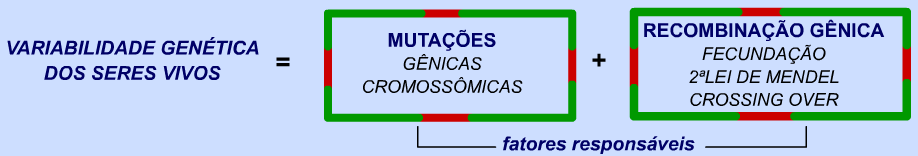 VARIABILIDADE GENÉTICA
DOS SERES VIVOS
=
MUTAÇÕES
GÊNICAS
CROMOSSÔMICAS
+
RECOMBINAÇÃO GÊNICA
FECUNDAÇÃO
2ªLEI DE MENDEL
CROSSING OVER
fatores responsáveis